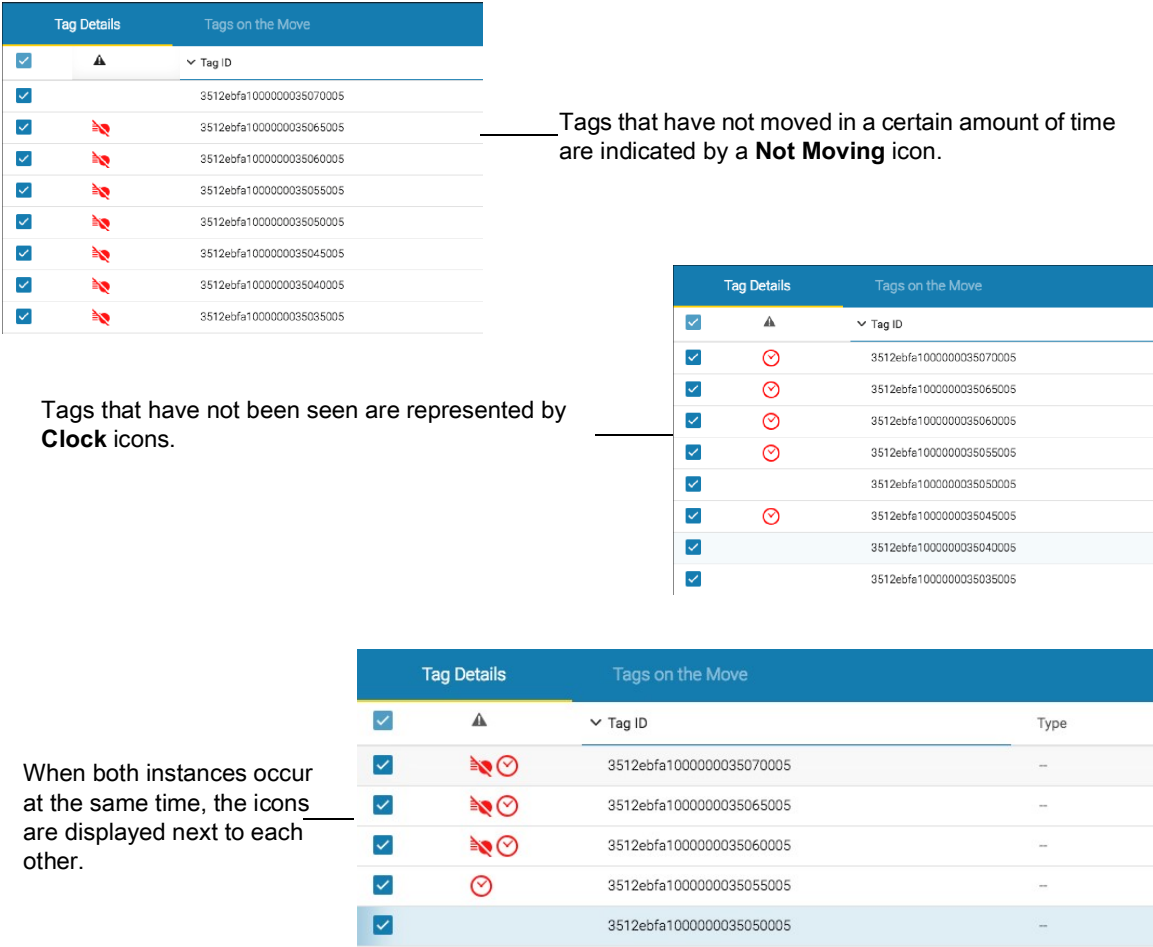 Tag Details Tags on the Move
Tag ID
3512ebfa1000000035070005
3512ebfa1000000035065005
3512ebfa1000000035060005
3512ebfa1000000035055005
3512ebfa1000000035050005
3512ebfa1000000035045005
3512ebfa1000000035040005
3512ebfa1000000035035005
Tags that have not moved in a certain amount of time
are indicated by a Not Moving icon.
Tag Details Tags on the Move
Tag ID
3512ebfa1000000035070005
3512ebfa1000000035065005
3512ebfa1000000035060005
3512ebfa1000000035055005
3512ebfa1000000035050005
3512ebfa1000000035045005
3512ebfa1000000035040005
3512ebfa1000000035035005
Tags that have not been seen are represented by
Clock icons.
Tag Details Tags on the Move
Tag ID Type
3512ebfa1000000035070005 --
3512ebfa1000000035065005 --
3512ebfa1000000035060005 --
3512ebfa1000000035055005 --
3512ebfa1000000035050005 --
When both instances occur
at the same time, the icons
are displayed next to each
other.